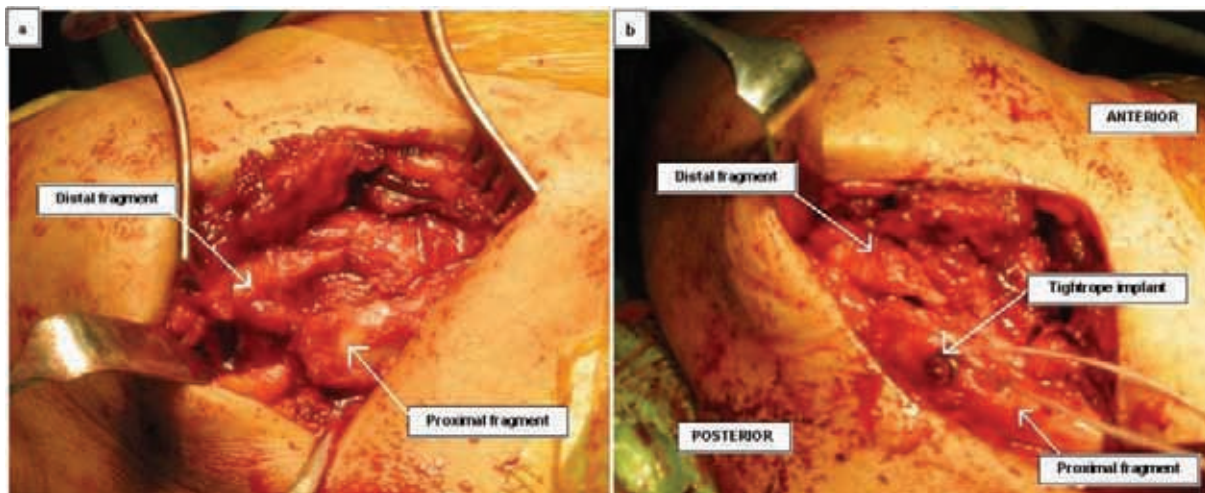 a
Distal fragment
Proximal fragment
b
ANTERIOR
Distal fragment
Tightrope implant
POSTERIOR
Proximal fragment